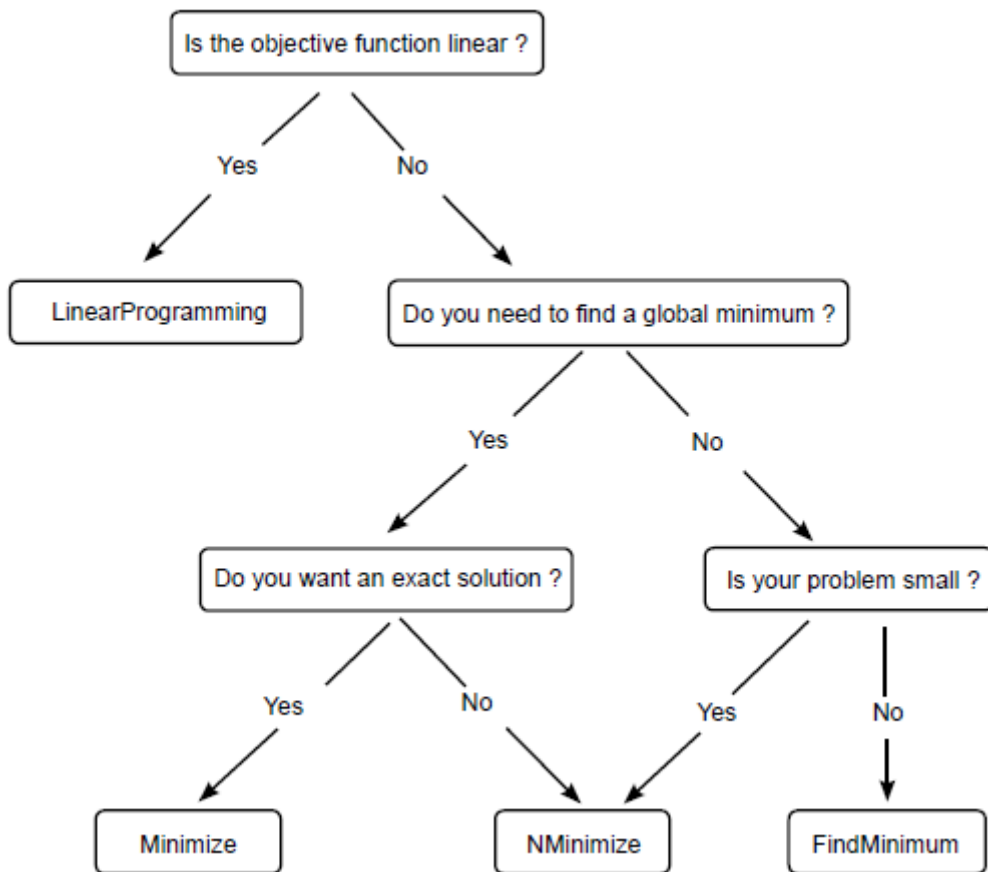 Is the objective function linear ?
Yes
No
LinearProgramming
Do you need to find a global minimum ?
Yes
No
Do you want an exact solution ?
Is your problem small ?
Yes
No
Yes
No
Minimize
NMinimize
FindMinimum